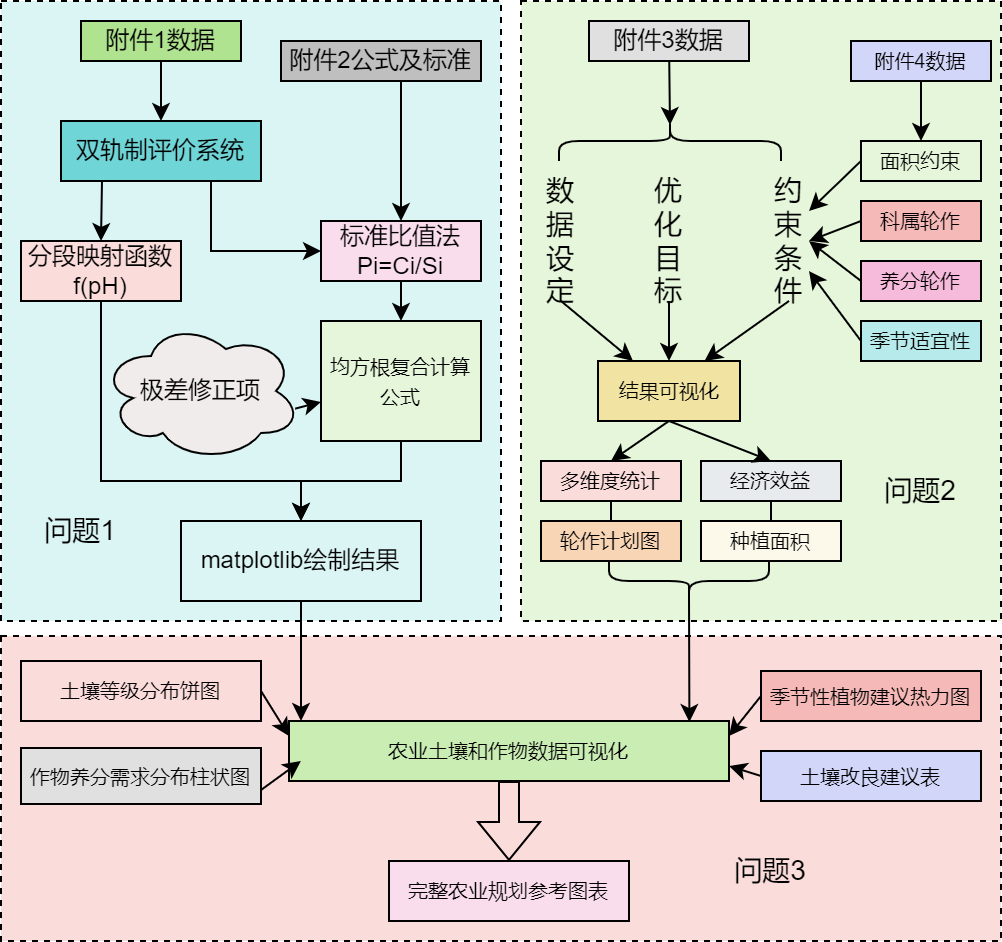 附件1数据
附件2公式及标准
双轨制评价系统
分段映射函数
f(pH)
标准比值法
Pi=Ci/Si
极差修正项
均方根复合计算
公式
问题1
matplotlib绘制结果
附件3数据
附件4数据
数据设定
优化目标
约束条件
面积约束
科属轮作
养分轮作
季节适宜性
结果可视化
多维度统计
经济效益
轮作计划图
种植面积
问题2
土壤等级分布饼图
作物养分需求分布柱状图
农业土壤和作物数据可视化
季节性植物建议热力图
土壤改良建议表
完整农业规划参考图表
问题3